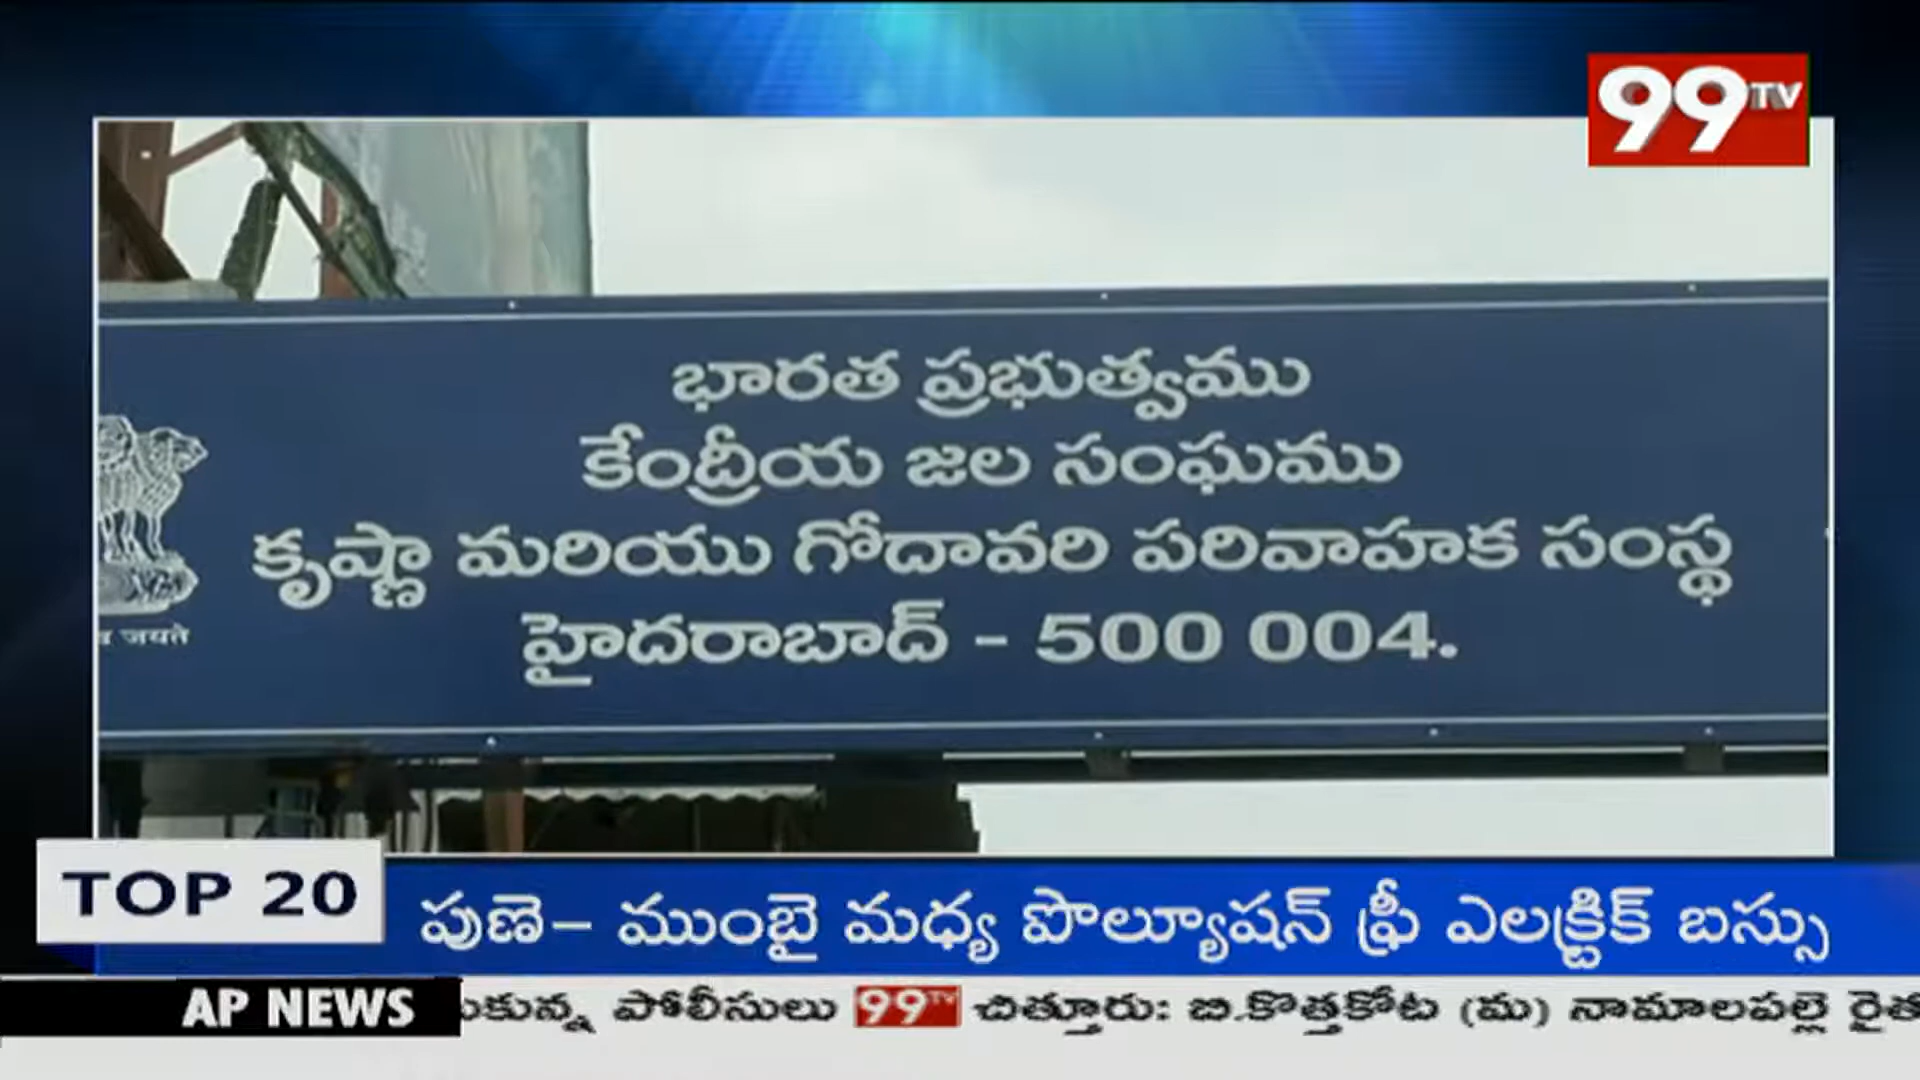 99TV
భారత ప్రభుత్వము
కేంద్రీయ జల సంఘము
కృష్ణా మరియు గోదావరి పరివాహక సంస్థ
హైదరాబాద్ - 500 004.
जयते
TOP 20
పుణె- ముంబై మధ్య పొల్యూషన్ ఫ్రీ ఎలక్ట్రిక్ బస్సు
AP NEWS
పోలీసులు 99TV చిత్తూరు: బి.కొత్తకోట (మ) నామాలపల్లె